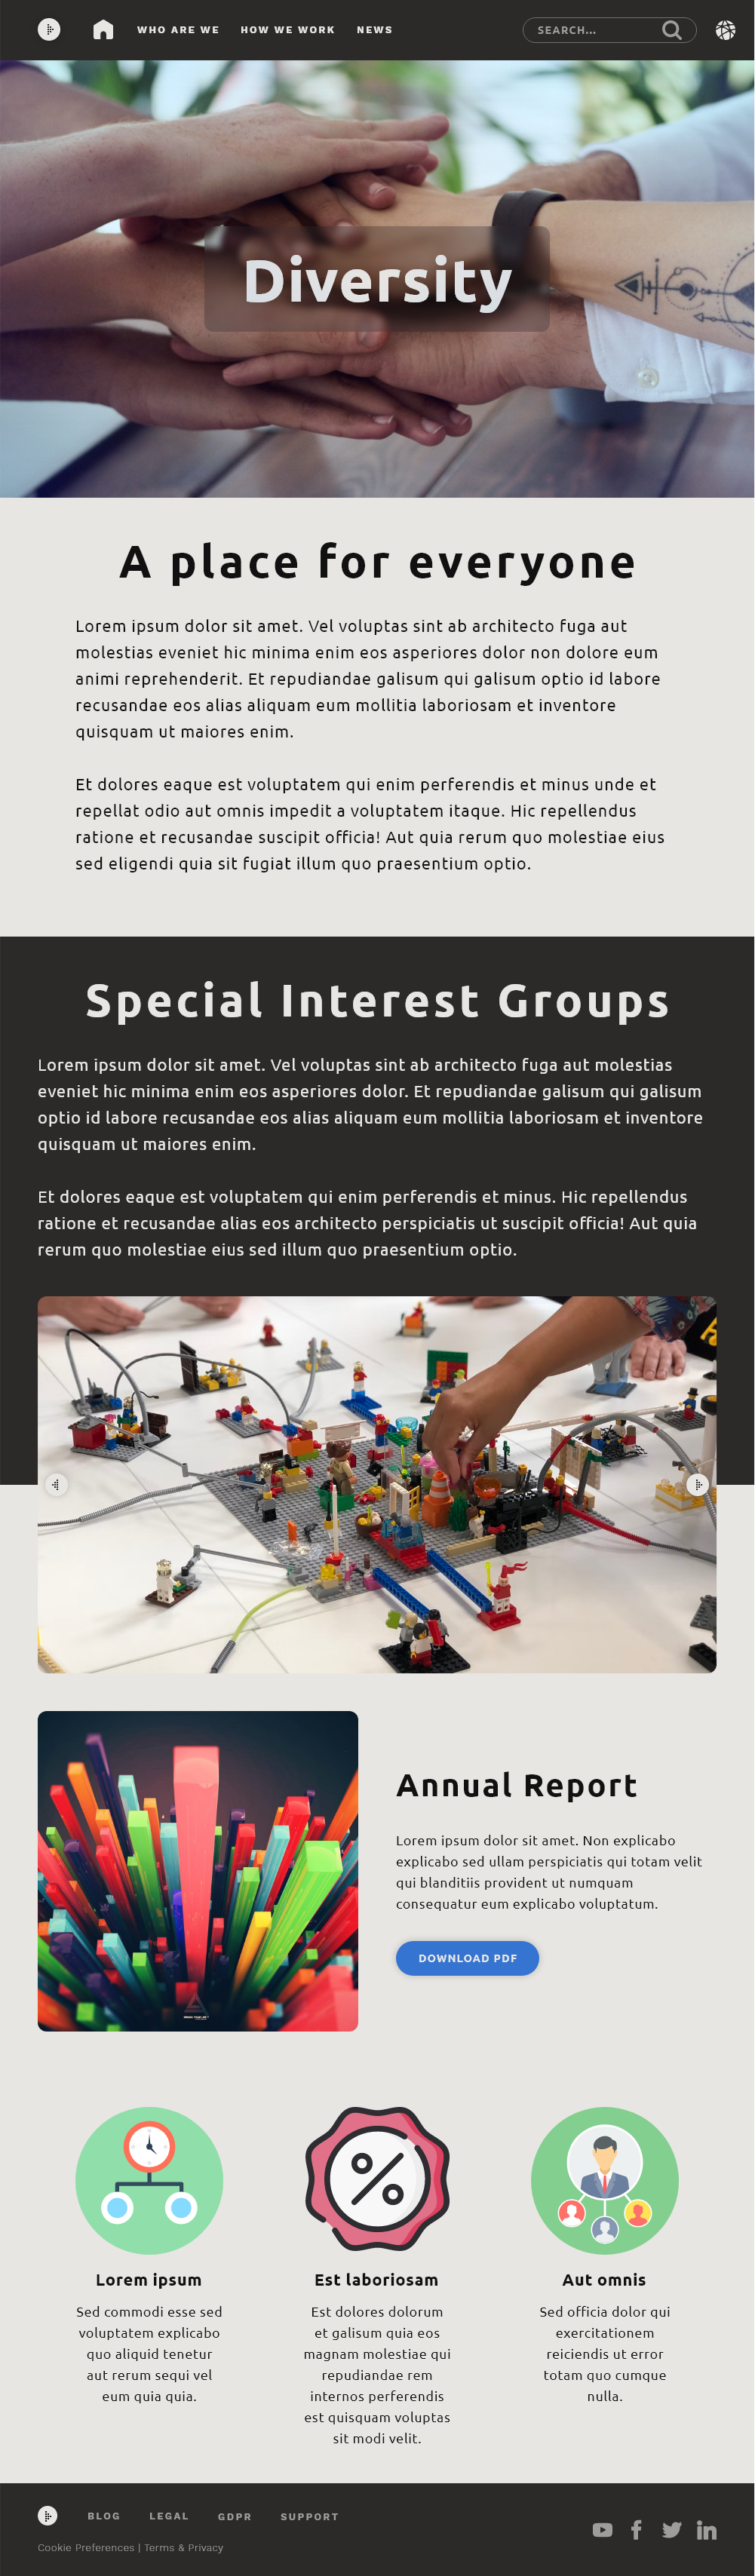 WHO ARE WE HOW WE WORK NEWS SEARCH...
Diversity
A place for everyone
Lorem ipsum dolor sit amet. Vel voluptas sint ab architecto fuga aut
molestias eveniet hic minima enim eos asperiores dolor non dolore eum
animi reprehenderit. Et repudiandae galisum qui galisum optio id labore
recusandae eos alias aliquam eum mollitia laboriosam et inventore
quisquam ut maiores enim.
Et dolores eaque est voluptatem qui enim perferendis et minus unde et
repellat odio aut omnis impedit a voluptatem itaque. Hic repellendus
ratione et recusandae suscipit officia! Aut quia rerum quo molestiae eius
sed eligendi quia sit fugiat illum quo praesentium optio.
Special Interest Groups
Lorem ipsum dolor sit amet. Vel voluptas sint ab architecto fuga aut molestias
eveniet hic minima enim eos asperiores dolor. Et repudiandae galisum qui galisum
optio id labore recusandae eos alias aliquam eum mollitia laboriosam et inventore
quisquam ut maiores enim.
Et dolores eaque est voluptatem qui enim perferendis et minus. Hic repellendus
ratione et recusandae alias eos architecto perspiciatis ut suscipit officia! Aut quia
rerum quo molestiae eius sed illum quo praesentium optio.
Annual Report
Lorem ipsum dolor sit amet. Non explicabo
explicabo sed ullam perspiciatis qui totam velit
qui blanditiis provident ut numquam
consequatur eum explicabo voluptatum.
DOWNLOAD PDF
Lorem ipsum
Sed commodi esse sed
voluptatem explicabo
quo aliquid tenetur
aut rerum sequi vel
eum quia quia.
Est laboriosam
Est dolores dolorum
et galisum quia eos
magnam molestiae qui
repudiandae rem
internos perferendis
est quisquam voluptas
sit modi velit.
Aut omnis
Sed officia dolor qui
exercitationem
reiciendis ut error
totam quo cumque
nulla.
BLOG LEGAL GDPR SUPPORT
Cookie Preferences | Terms & Privacy